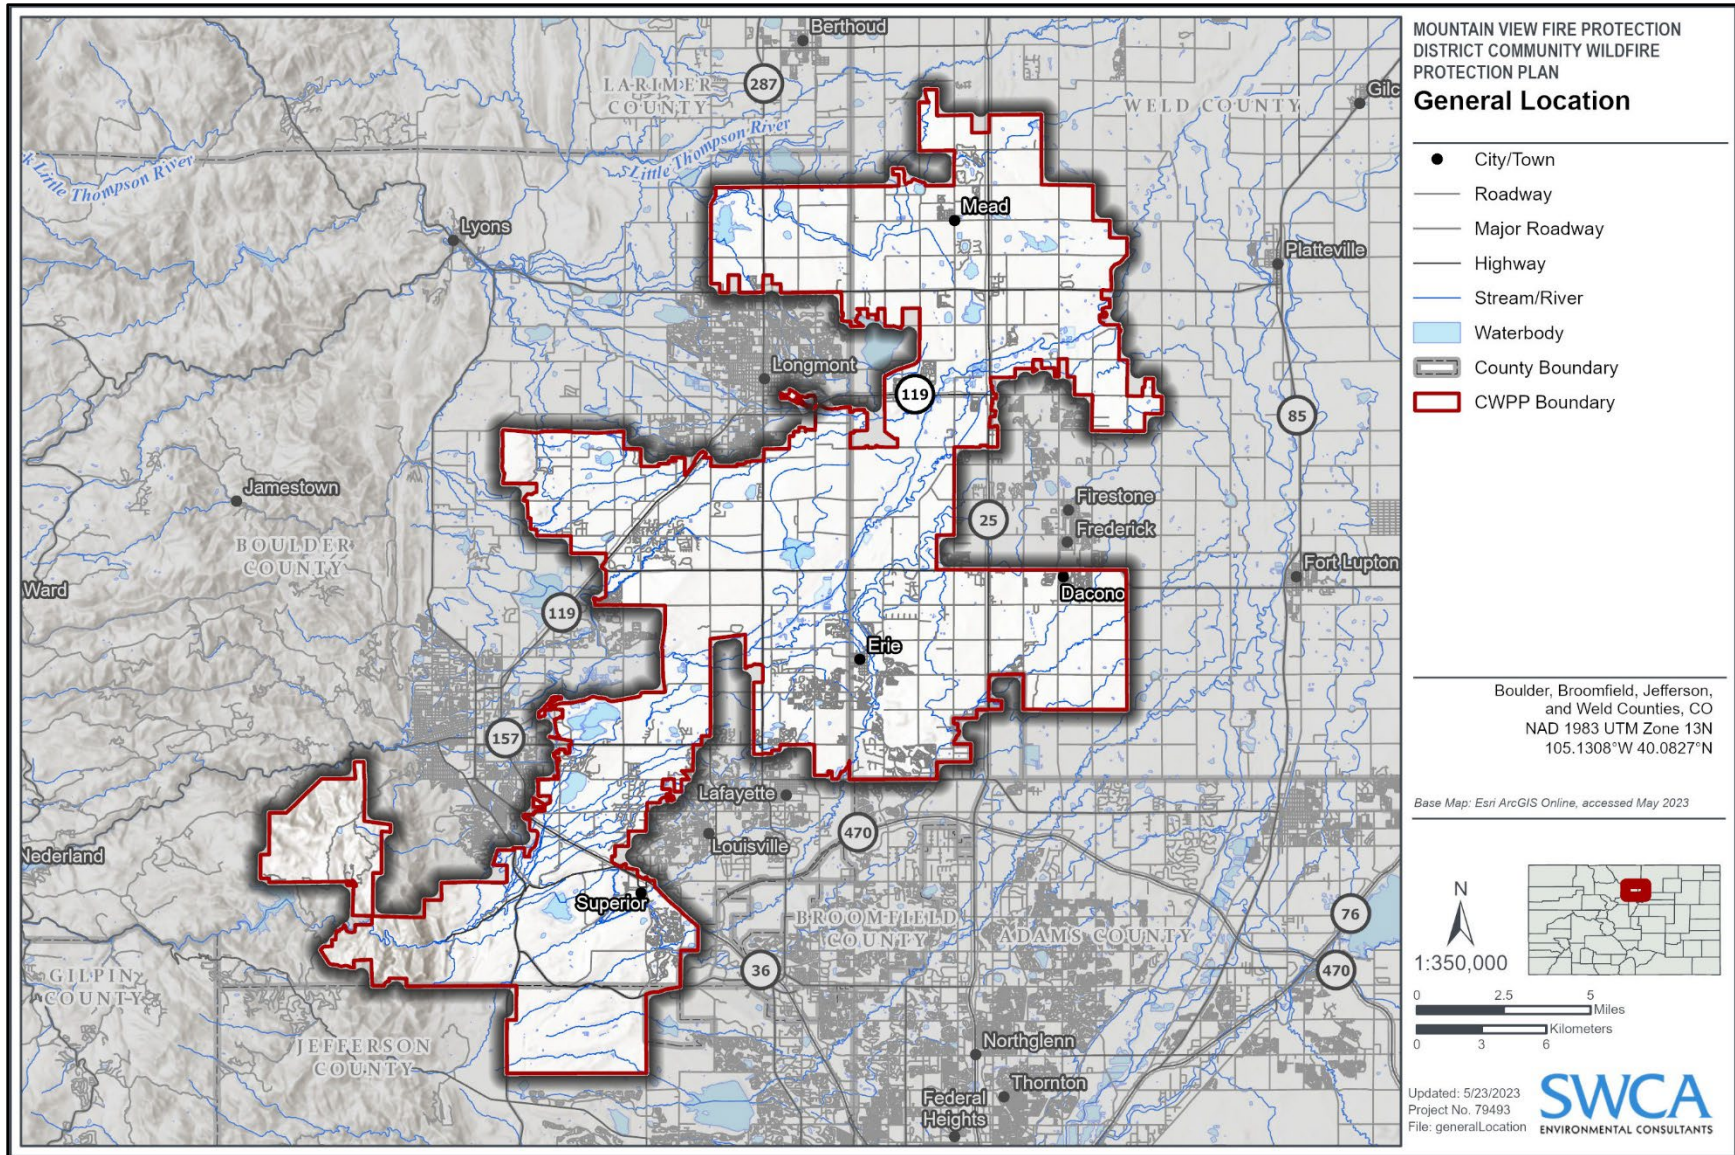 MOUNTAIN VIEW FIRE PROTECTION
DISTRICT COMMUNITY WILDFIRE
PROTECTION PLAN
General Location
City/Town
Roadway
Major Roadway
Highway
Stream/River
Waterbody
County Boundary
CWPP Boundary
Boulder, Broomfield, Jefferson,
and Weld Counties, CO
NAD 1983 UTM Zone 13N
105.1308°W 40.0827°N
Base Map: Esri ArcGIS Online, accessed May 2023
N
1:350,000
0 2.5 5
Miles
Kilometers
0 3 6
Updated: 5/23/2023
Project No. 79493
File: generalLocation
SWCA
ENVIRONMENTAL CONSULTANTS
Berthoud
287
LARIMER
COUNTY
WELD COUNTY
Gilc
Little Thompson River
Little Thompson River
Lyons
Mead
Platteville
Longmont
119
85
Jamestown
Firestone
25
Frederick
BOULDER
COUNTY
Fort Lupton
Ward
Dacono
119
Erie
157
Lafayette
470
Louisville
Nederland
Superior
BROOMFIELD
COUNTY
ADAMS COUNTY
76
GILPIN
COUNTY
36
470
JEFFERSON
COUNTY
Northglenn
Thornton
Federal
Heights